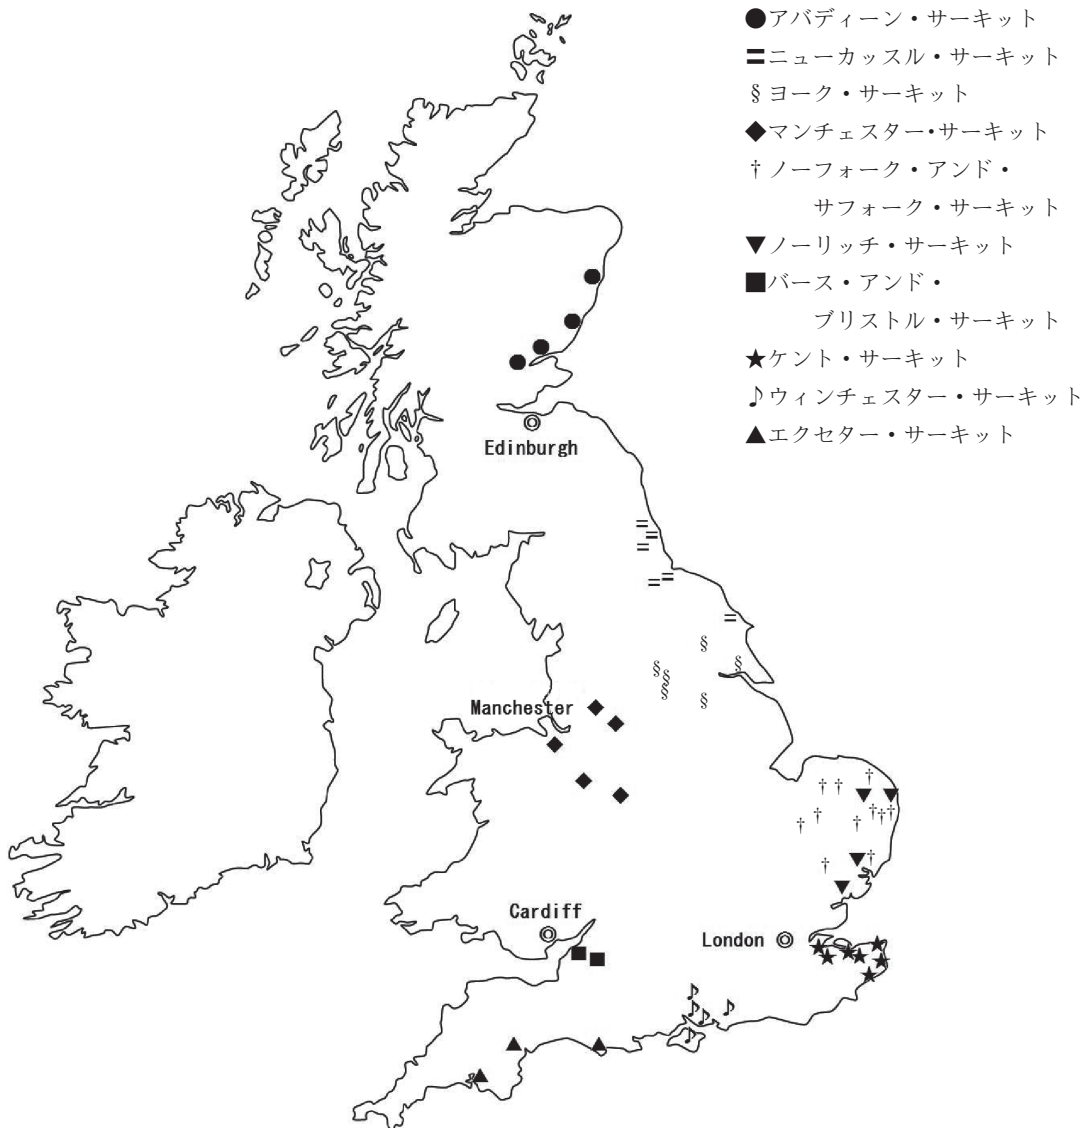 ●アバディーン・サーキット
＝ニューカッスル・サーキット
§ヨーク・サーキット
◆マンチェスター・サーキット
†ノーフォーク・アンド・
サフォーク・サーキット
▼ノーリッチ・サーキット
■バース・アンド・
ブリストル・サーキット
★ケント・サーキット
♪ウィンチェスター・サーキット
▲エクセター・サーキット
Edinburgh
Manchester
Cardiff
London